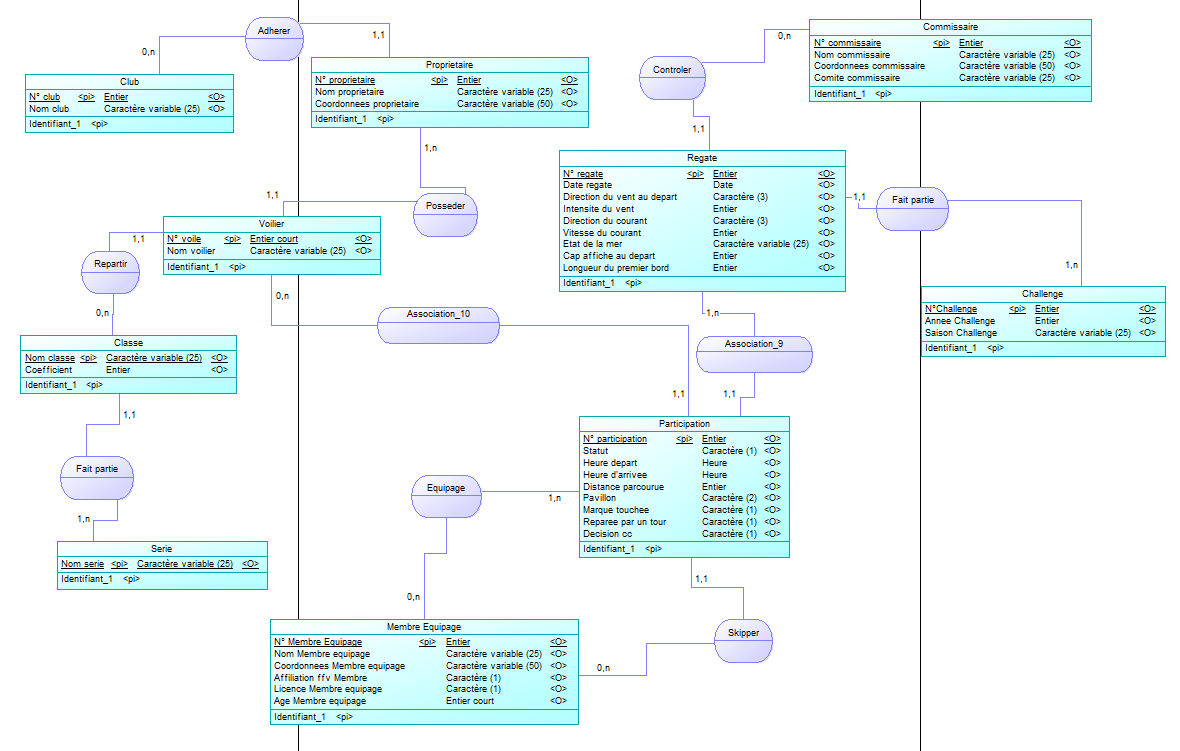 Adherer
0,n
1,1
Club
N° club <pi> Entier <O>
Nom club Caractère variable (25) <O>
Identifiant_1 <pi>
Proprietaire
N° proprietaire <pi> Entier <O>
Nom proprietaire Caractère variable (25) <O>
Coordonnees proprietaire Caractère variable (50) <O>
Identifiant_1 <pi>
Commissaire
N° commissaire <pi> Entier <O>
Nom commissaire Caractère variable (25) <O>
Coordonnees commissaire Caractère variable (50) <O>
Comite commissaire Caractère variable (25) <O>
Identifiant_1 <pi>
0,n
Controler
1,1
1,n
Regate
N° regate <pi> Entier <O>
Date regate Date <O>
Direction du vent au depart Caractère (3) <O>
Intensite du vent Entier <O>
Direction du courant Caractère (3) <O>
Vitesse du courant Entier <O>
Etat de la mer Caractère variable (25) <O>
Cap affiche au depart Entier <O>
Longueur du premier bord Entier <O>
Identifiant_1 <pi>
1,1
Fait partie
1,n
1,1
Posseder
Voilier
N° voile <pi> Entier court <O>
Nom voilier Caractère variable (25) <O>
Identifiant_1 <pi>
1,1
Repartir
0,n
0,n
Association_10
1,n
Association_9
Challenge
N°Challenge <pi> Entier <O>
Annee Challenge Entier <O>
Saison Challenge Caractère variable (25) <O>
Identifiant_1 <pi>
Classe
Nom classe <pi> Caractère variable (25) <O>
Coefficient Entier <O>
Identifiant_1 <pi>
1,1
1,1
1,1
Participation
N° participation <pi> Entier <O>
Statut Caractère (1) <O>
Heure depart Heure <O>
Heure d'arrivee Heure <O>
Distance parcourue Entier <O>
Pavillon Caractère (2) <O>
Marque touchee Caractère (1) <O>
Reparee par un tour Caractère (1) <O>
Decision cc Caractère (1) <O>
Identifiant_1 <pi>
Fait partie
1,n
Equipage
1,n
Serie
Nom serie <pi> Caractère variable (25) <O>
Identifiant_1 <pi>
1,1
0,n
Membre Equipage
N° Membre Equipage <pi> Entier <O>
Nom Membre equipage Caractère variable (25) <O>
Coordonnees Membre equipage Caractère variable (50) <O>
Affiliation ffv Membre Caractère (1) <O>
Licence Membre equipage Caractère (1) <O>
Age Membre equipage Entier court <O>
Identifiant_1 <pi>
Skipper
0,n